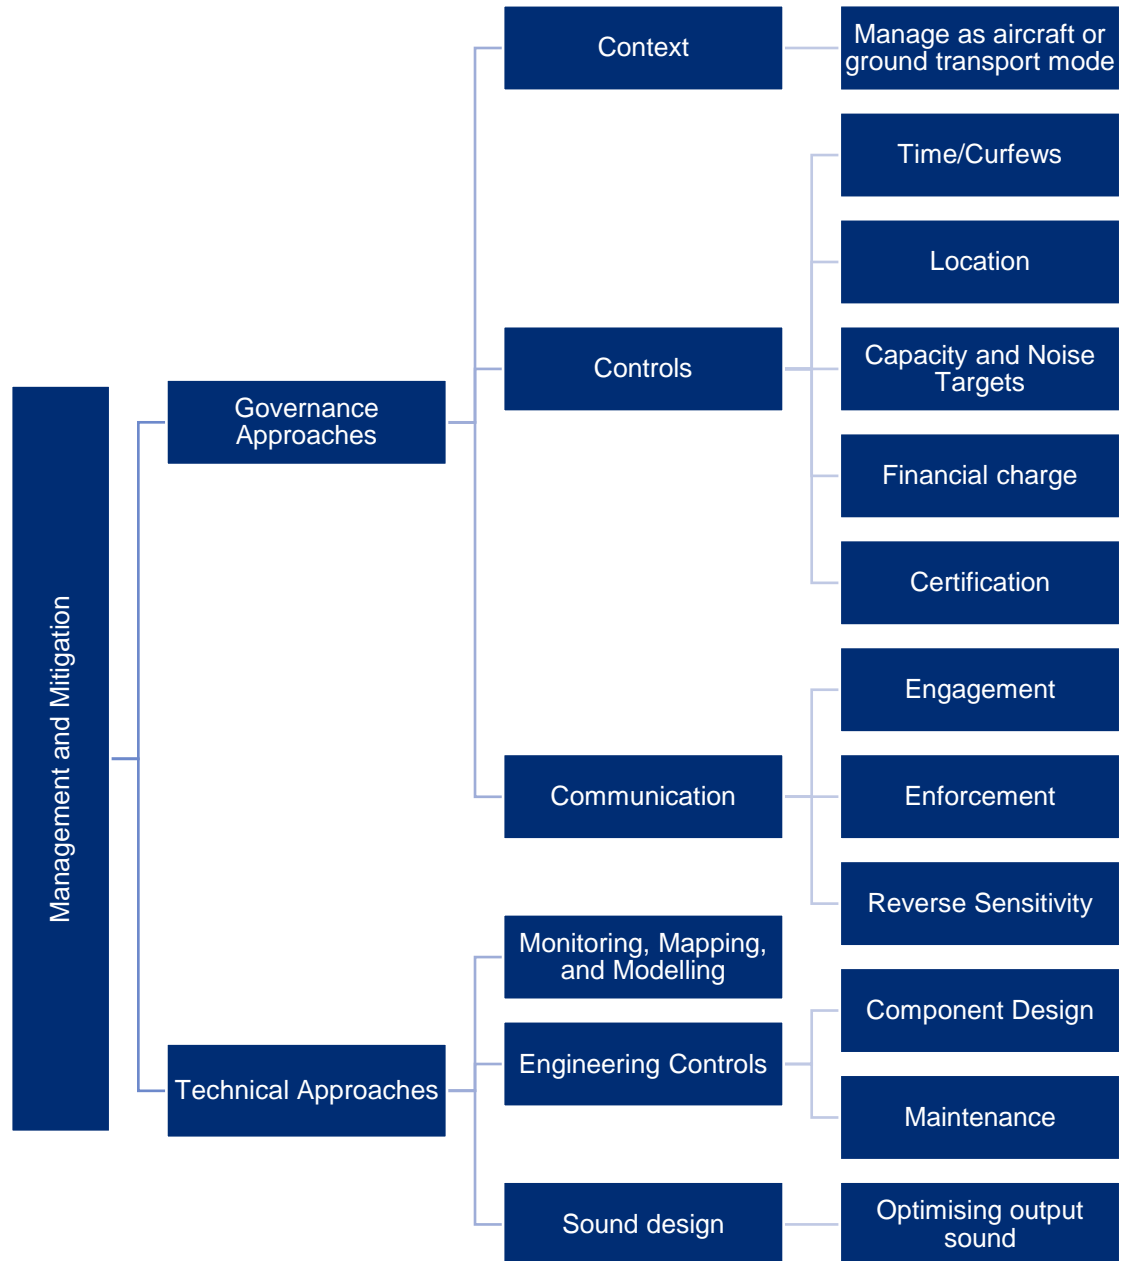 Management and Mitigation
Governance
Approaches
Context
Manage as aircraft or
ground transport mode
Controls
Time/Curfews
Location
Capacity and Noise
Targets
Financial charge
Certification
Communication
Engagement
Enforcement
Reverse Sensitivity
Technical Approaches
Monitoring, Mapping,
and Modelling
Engineering Controls
Component Design
Maintenance
Sound design
Optimising output
sound